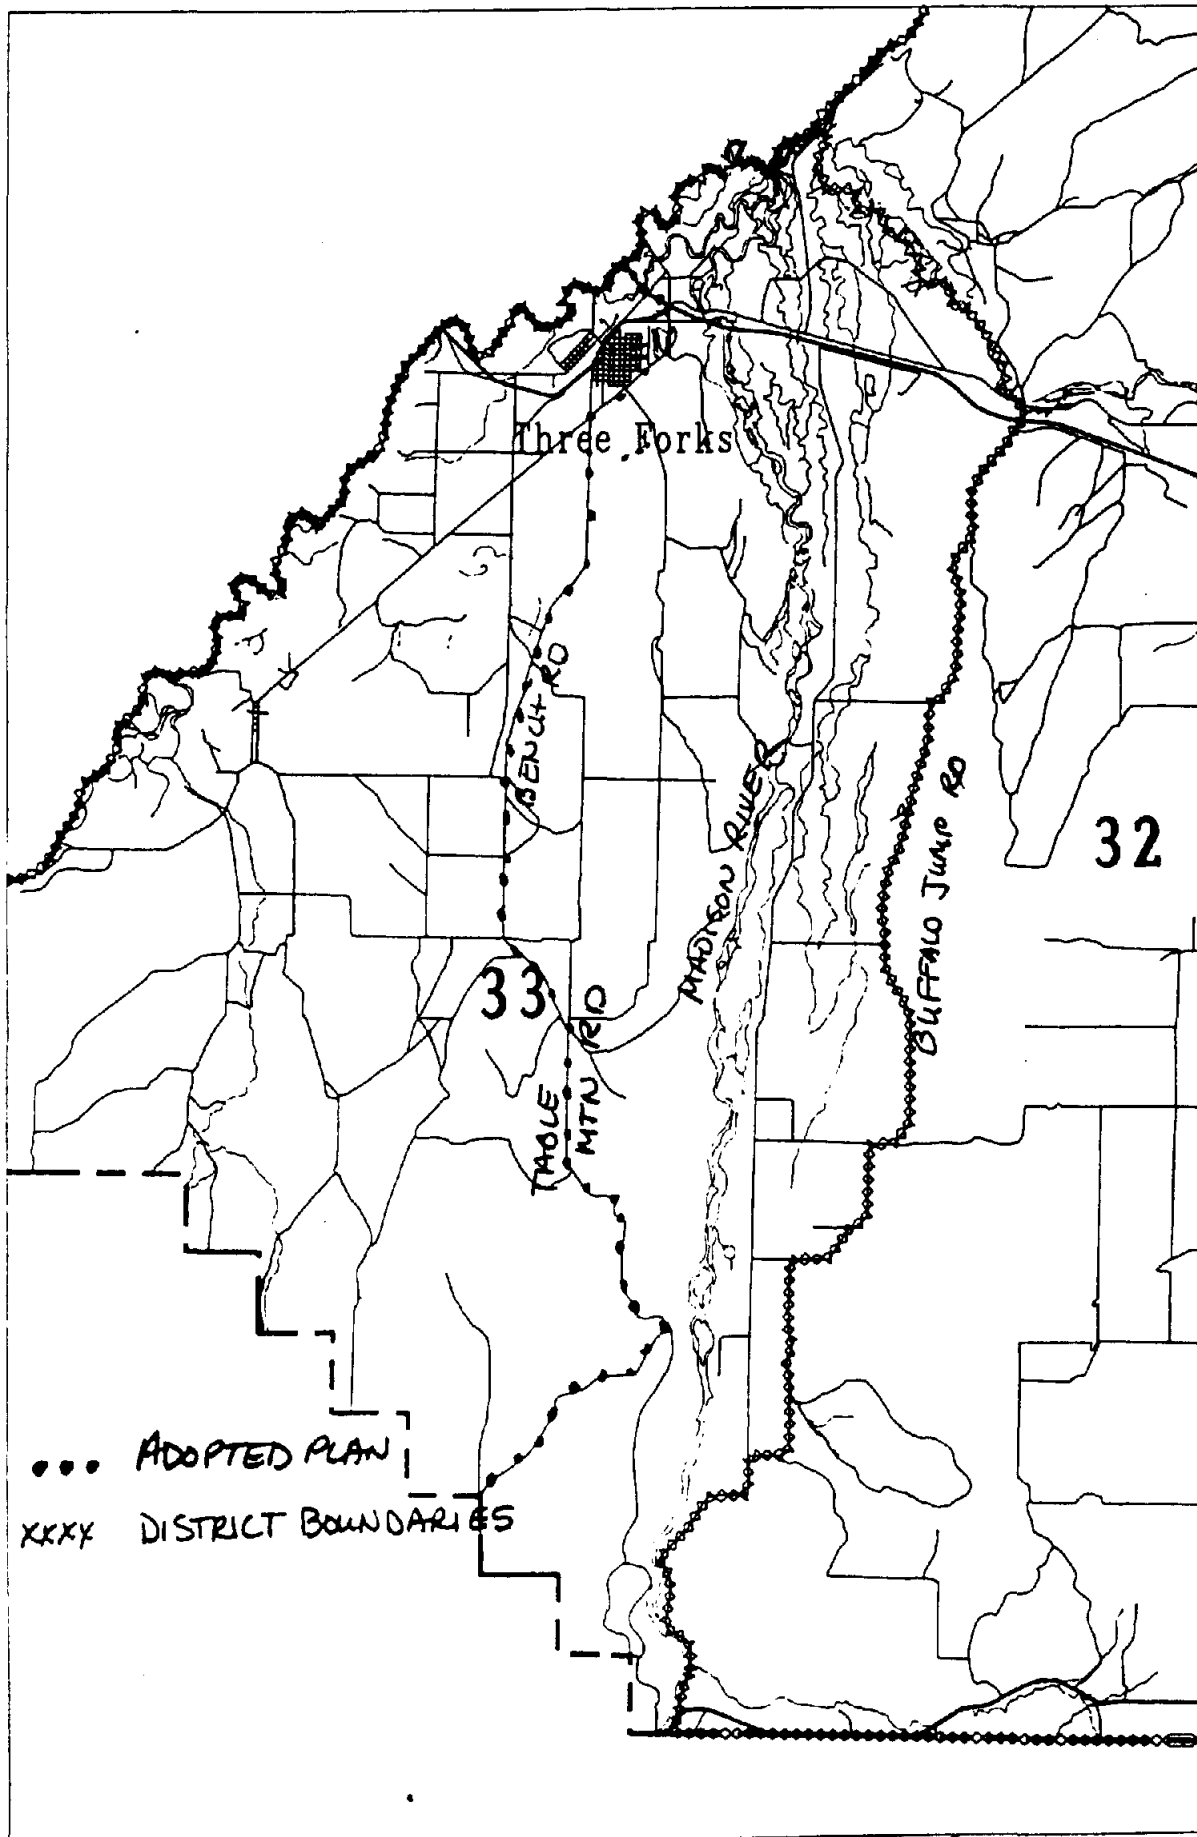 Three Forks
BENCH RD
MADISON RIVER
BUFFALO JUMP RD
32
33
TABLE MTN RD
••• ADOPTED PLAN
xxxx DISTRICT BOUNDARIES